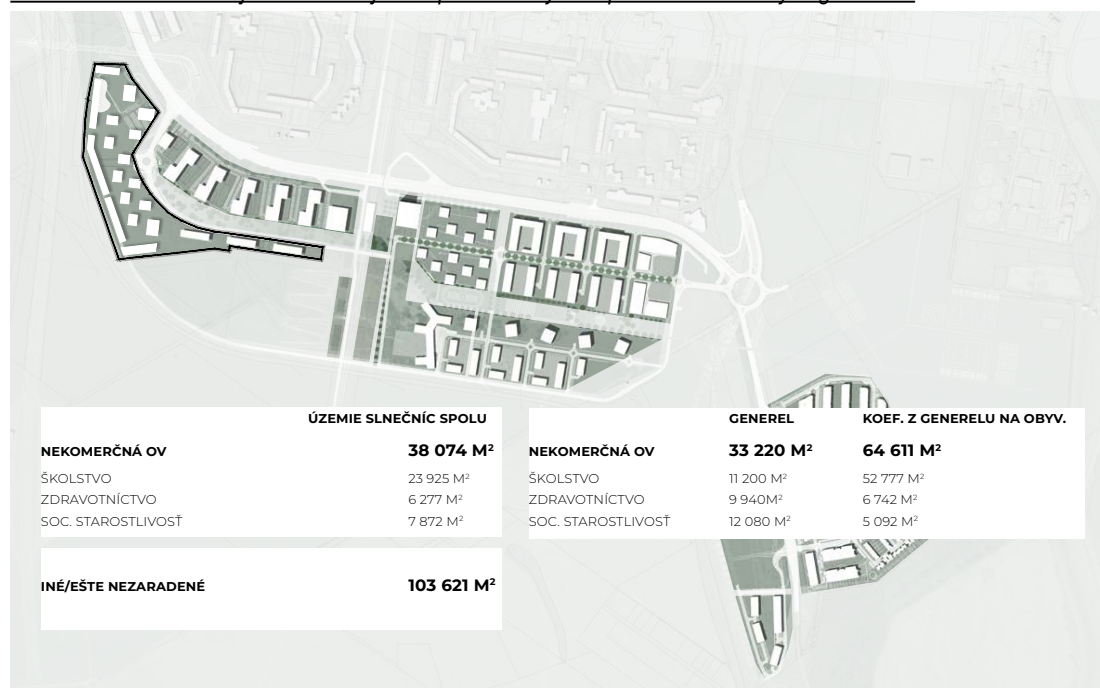 ÚZEMIE SLNEČNÍC SPOLU
NEKOMERČNÁ OV 38 074 M²
ŠKOLSTVO 23 925 M²
ZDRAVOTNÍCTVO 6 277 M²
SOC. STAROSTLIVOSŤ 7 872 M²
INÉ/EŠTE NEZARADENÉ 103 621 M²
GENEREL KOEF. Z GENERELU NA OBYV.
NEKOMERČNÁ OV 33 220 M² 64 611 M²
ŠKOLSTVO 11 200 M² 52 777 M²
ZDRAVOTNÍCTVO 9 940M² 6 742 M²
SOC. STAROSTLIVOSŤ 12 080 M² 5 092 M²